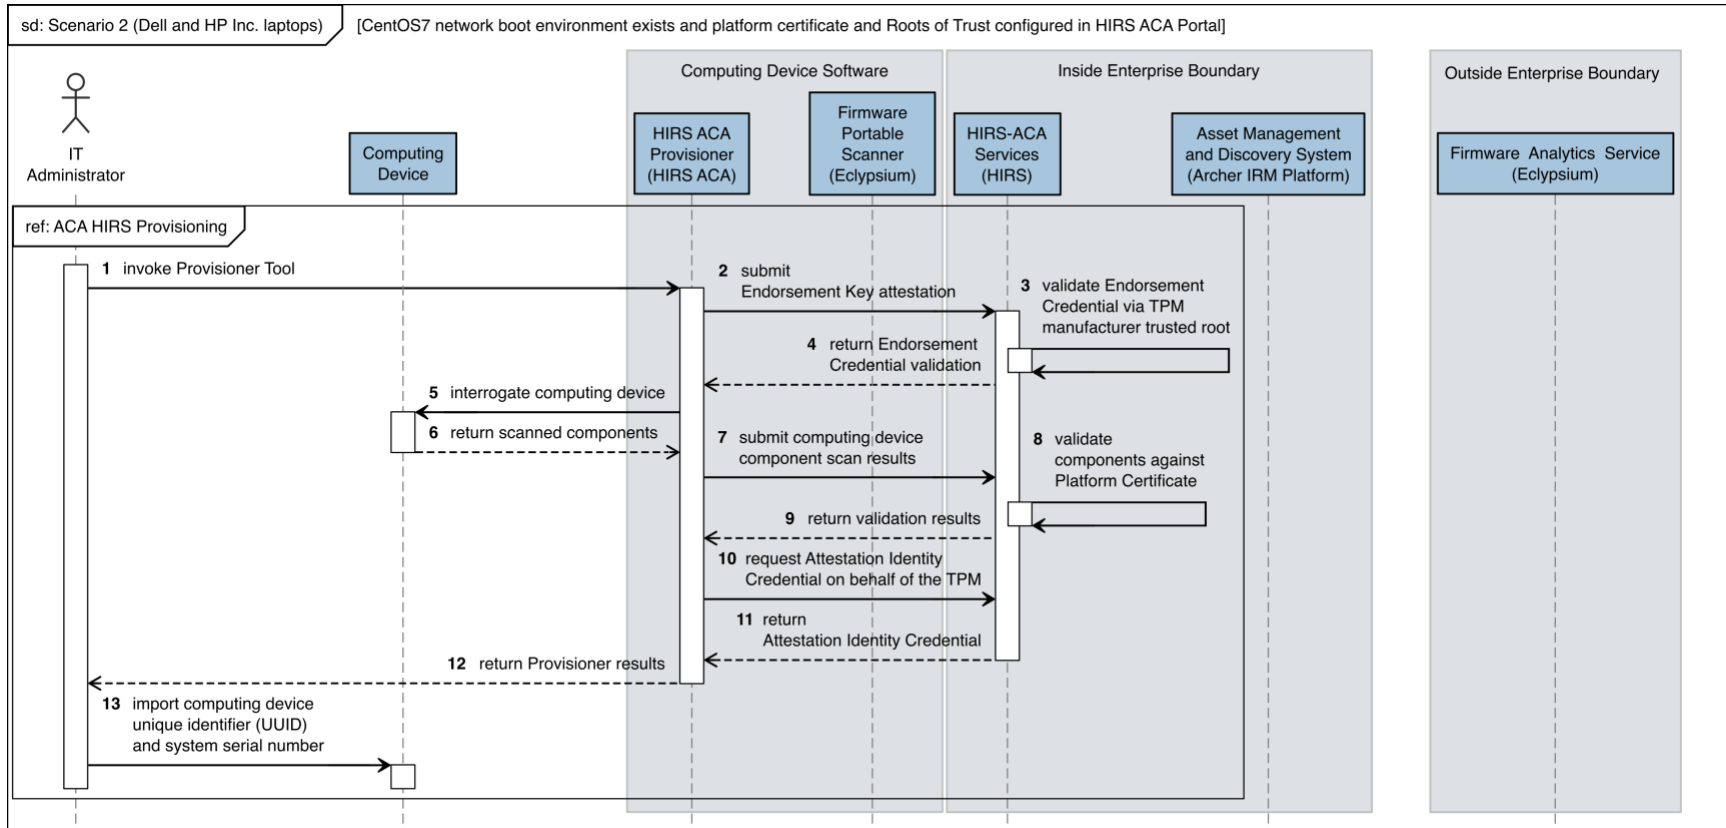 sd: Scenario 2 (Dell and HP Inc. laptops)
[CentOS7 network boot environment exists and platform certificate and Roots of Trust configured in HIRS ACA Portal]
Computing Device Software
Inside Enterprise Boundary
Outside Enterprise Boundary
IT
Administrator
Computing
Device
HIRS ACA
Provisioner
(HIRS ACA)
Firmware
Portable
Scanner
(Eclypsium)
HIRS-ACA
Services
(HIRS)
Asset Management
and Discovery System
(Archer IRM Platform)
Firmware Analytics Service
(Eclypsium)
ref: ACA HIRS Provisioning
1 invoke Provisioner Tool
2 submit
Endorsement Key attestation
3 validate Endorsement
Credential via TPM
manufacturer trusted root
4 return Endorsement
Credential validation
5 interrogate computing device
6 return scanned components
7 submit computing device
component scan results
8 validate
components against
Platform Certificate
9 return validation results
10 request Attestation Identity
Credential on behalf of the TPM
11 return
Attestation Identity Credential
12 return Provisioner results
13 import computing device
unique identifier (UUID)
and system serial number